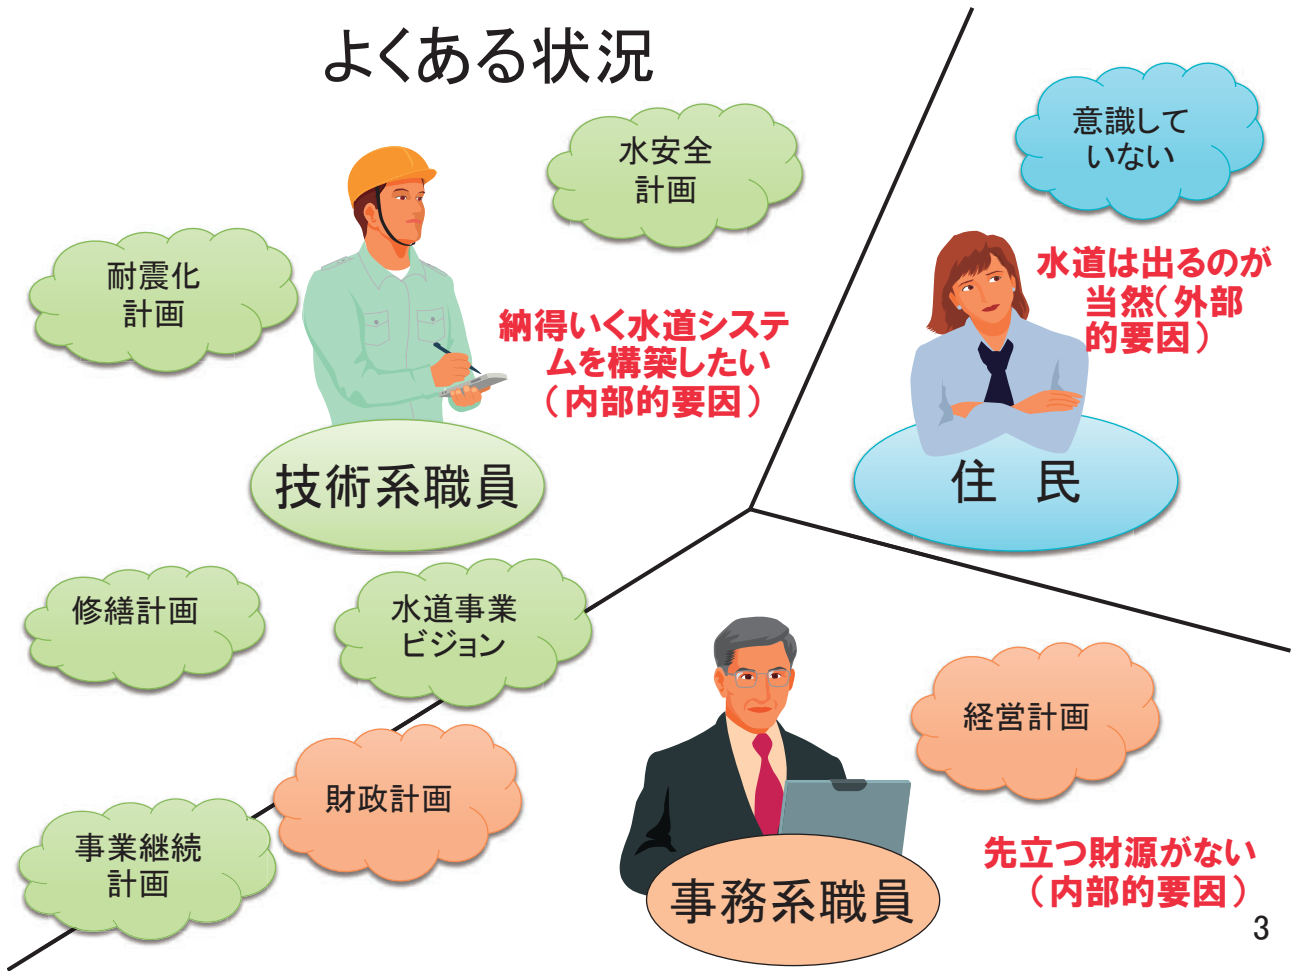 よくある状況
水安全
計画
耐震化
計画
納得いく水道システ
ムを構築したい
（内部的要因）
技術系職員
修繕計画
水道事業
ビジョン
事業継続
計画
意識して
いない
水道は出るのが
当然（外部
的要因）
住　民
財政計画
経営計画
先立つ財源がない
（内部的要因）
事務系職員
3